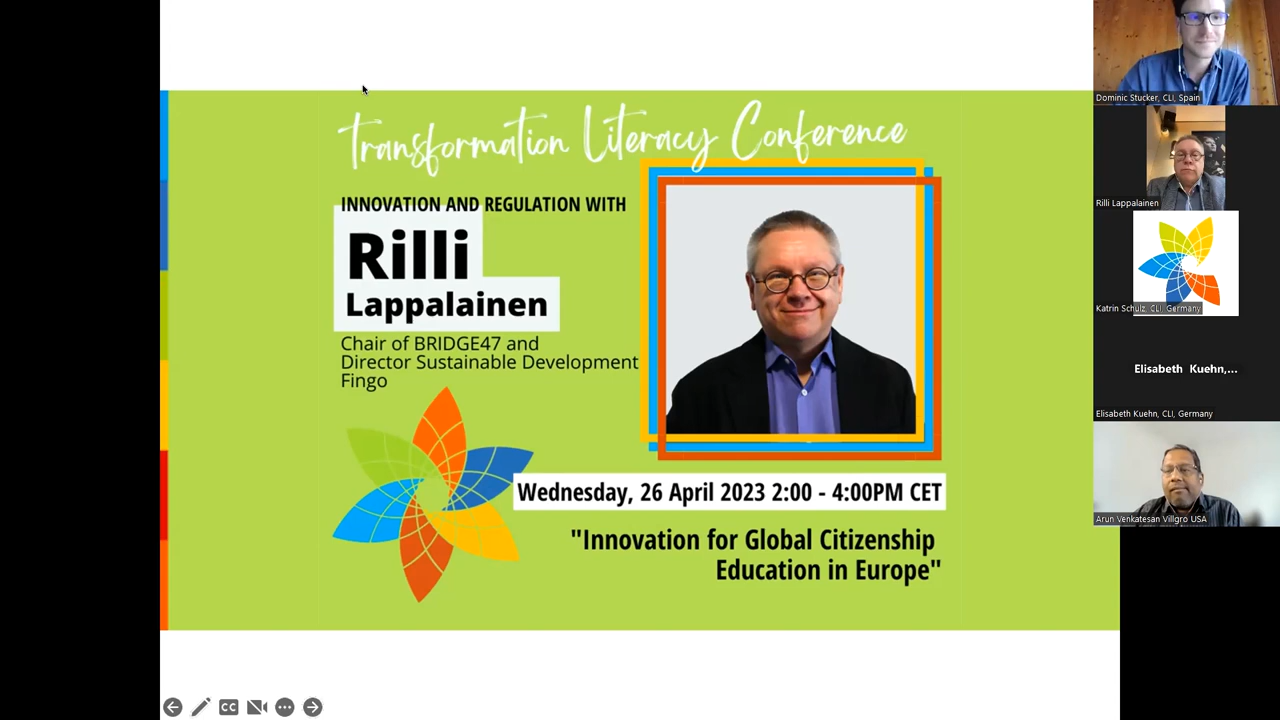 Transformation Literacy Conference
INNOVATION AND REGULATION WITH
Rilli
Lappalainen
Chair of BRIDGE47 and
Director Sustainable Development
Fingo
Wednesday, 26 April 2023 2:00 - 4:00PM CET
"Innovation for Global Citizenship
Education in Europe"
Dominic Stucker, CLI, Spain
Rilli Lappalainen
Katrin Schulz, CLI, Germany
Elisabeth Kuehn,...
Elisabeth Kuehn, CLI, Germany
Arun Venkatesan Villgro USA
CC